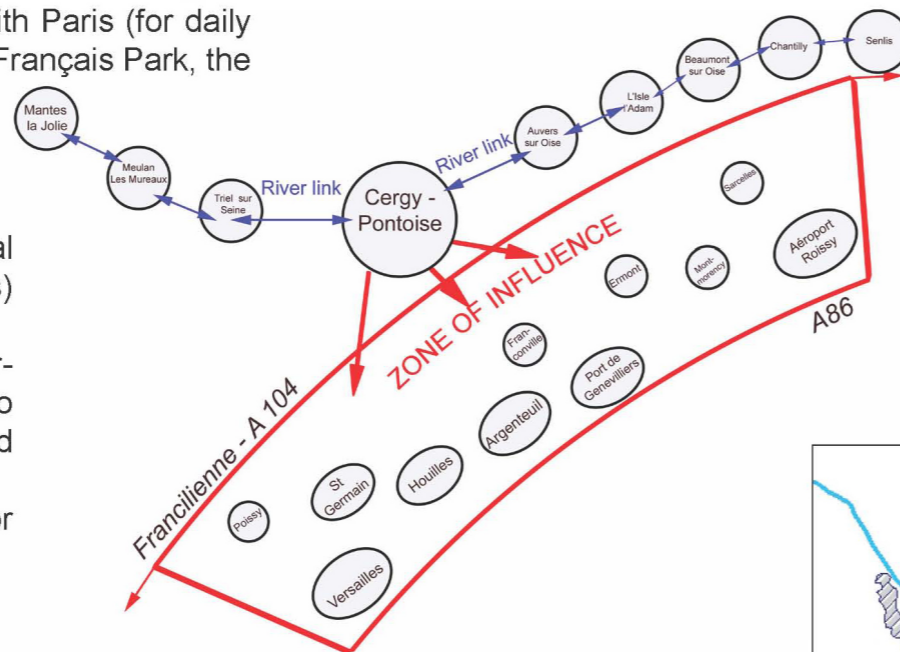 ith Paris (for daily
Français Park, the
al
s)
r-
o
d
or
Mantes
la Jolie
Meulan
Les Mureaux
Triel sur
Seine
River link
Cergy -
Pontoise
River link
Auvers
sur Oise
L'Isle
l'Adam
Beaumont
sur Oise
Chantilly
Senlis
ZONE OF INFLUENCE
Sarcelles
Aéroport
Roissy
Mont-
morency
Ermont
Fran-
conville
Port de
Genevilliers
Argenteuil
Houilles
St
Germain
Poissy
Versailles
Francilienne - A 104
A86